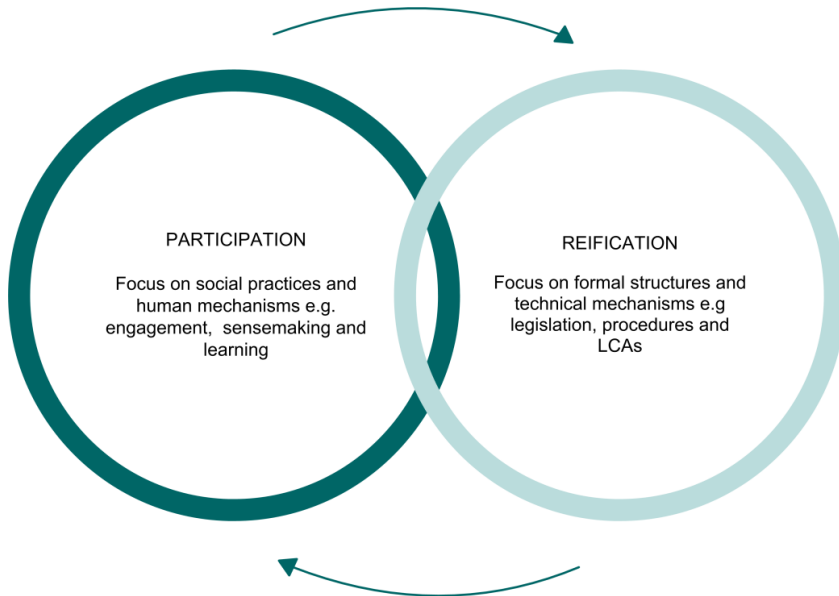 PARTICIPATION
Focus on social practices and
human mechanisms e.g.
engagement, sensemaking and
learning
REIFICATION
Focus on formal structures and
technical mechanisms e.g
legislation, procedures and
LCAs